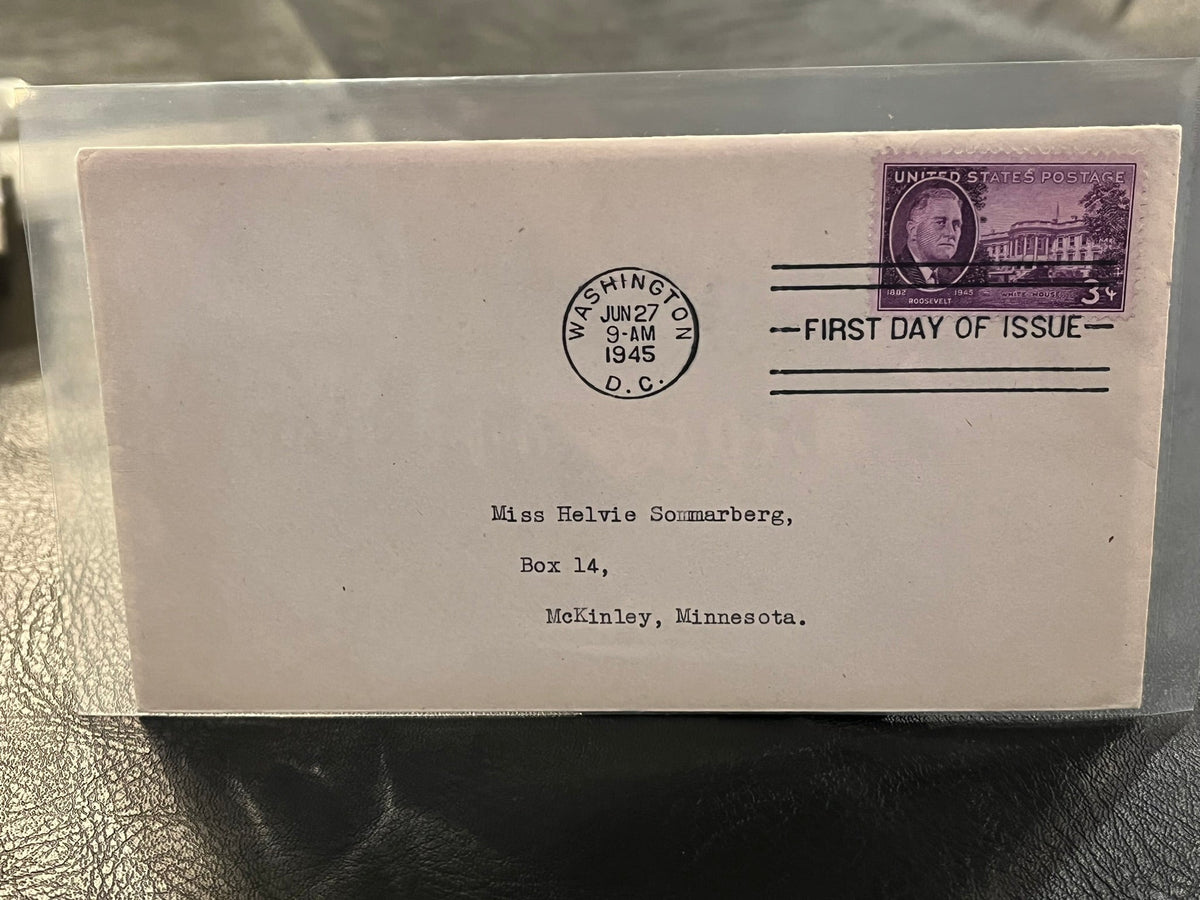 UNITED STATES POSTAGE
1882 1945
ROOSEVELT
WHITE HOUSE
3¢
WASHINGTON
JUN 27
9-AM
1945
D.C.
FIRST DAY OF ISSUE
Miss Helvie Sommarberg,
Box 14,
McKinley, Minnesota.